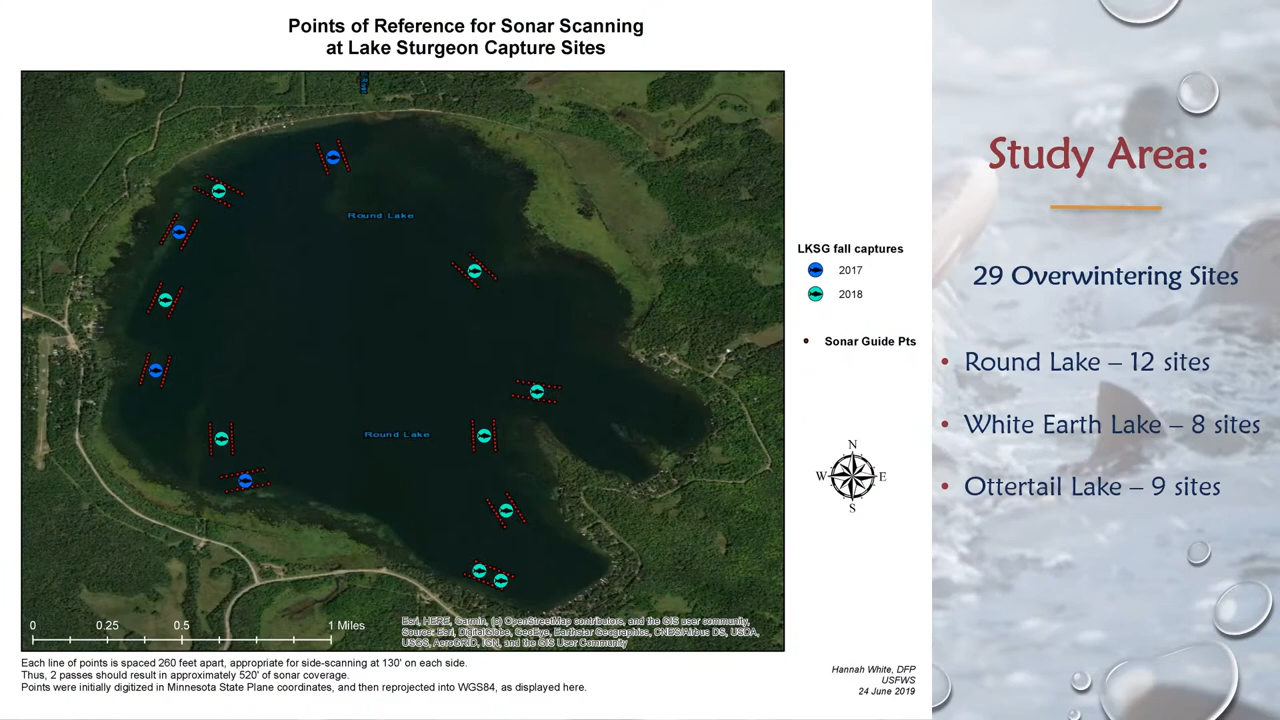 Points of Reference for Sonar Scanning
at Lake Sturgeon Capture Sites
River
Round Lake
Round Lake
0 0.25 0.5 1 Miles
Esri, HERE, Garmin, (c) OpenStreetMap contributors, and the GIS user community,
Source: Esri, DigitalGlobe, GeoEye, Earthstar Geographics, CNES/Airbus DS, USDA,
USGS, AeroGRID, IGN, and the GIS User Community
LKSG fall captures
2017
2018
Sonar Guide Pts
N
W E
S
Each line of points is spaced 260 feet apart, appropriate for side-scanning at 130' on each side.
Thus, 2 passes should result in approximately 520' of sonar coverage.
Points were initially digitized in Minnesota State Plane coordinates, and then reprojected into WGS84, as displayed here.
Hannah White, DFP
USFWS
24 June 2019
Study Area:
29 Overwintering Sites
• Round Lake – 12 sites
• White Earth Lake – 8 sites
• Ottertail Lake – 9 sites